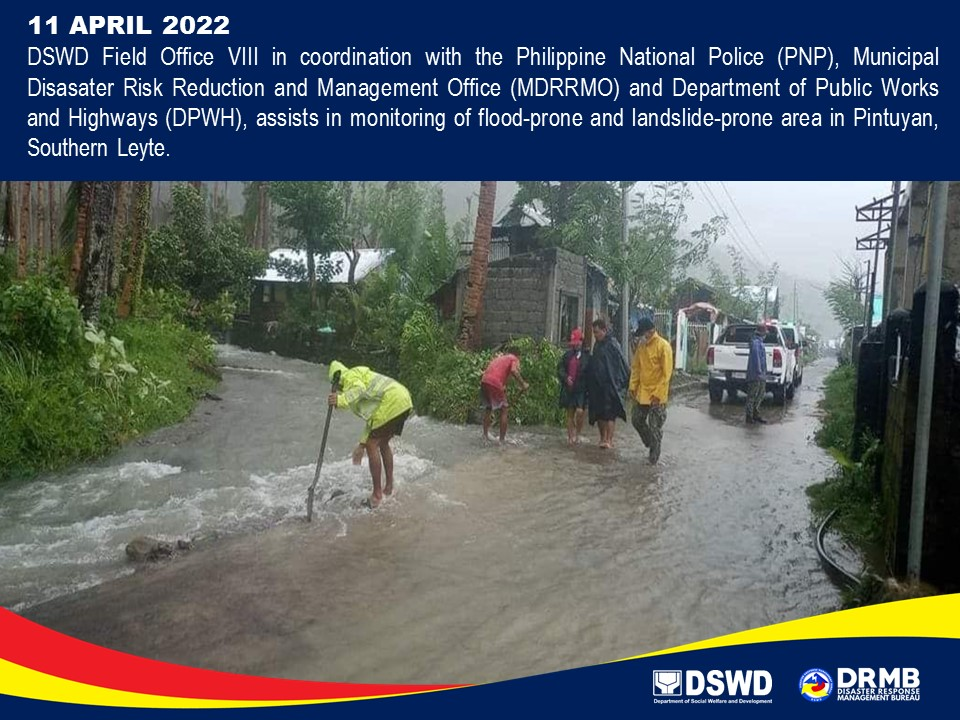 11 APRIL 2022
DSWD Field Office VIII in coordination with the Philippine National Police (PNP), Municipal
Disasater Risk Reduction and Management Office (MDRRMO) and Department of Public Works
and Highways (DPWH), assists in monitoring of flood-prone and landslide-prone area in Pintuyan,
Southern Leyte.
DSWD
Department of Social Welfare and Development
DRMB
DISASTER RESPONSE
MANAGEMENT BUREAU